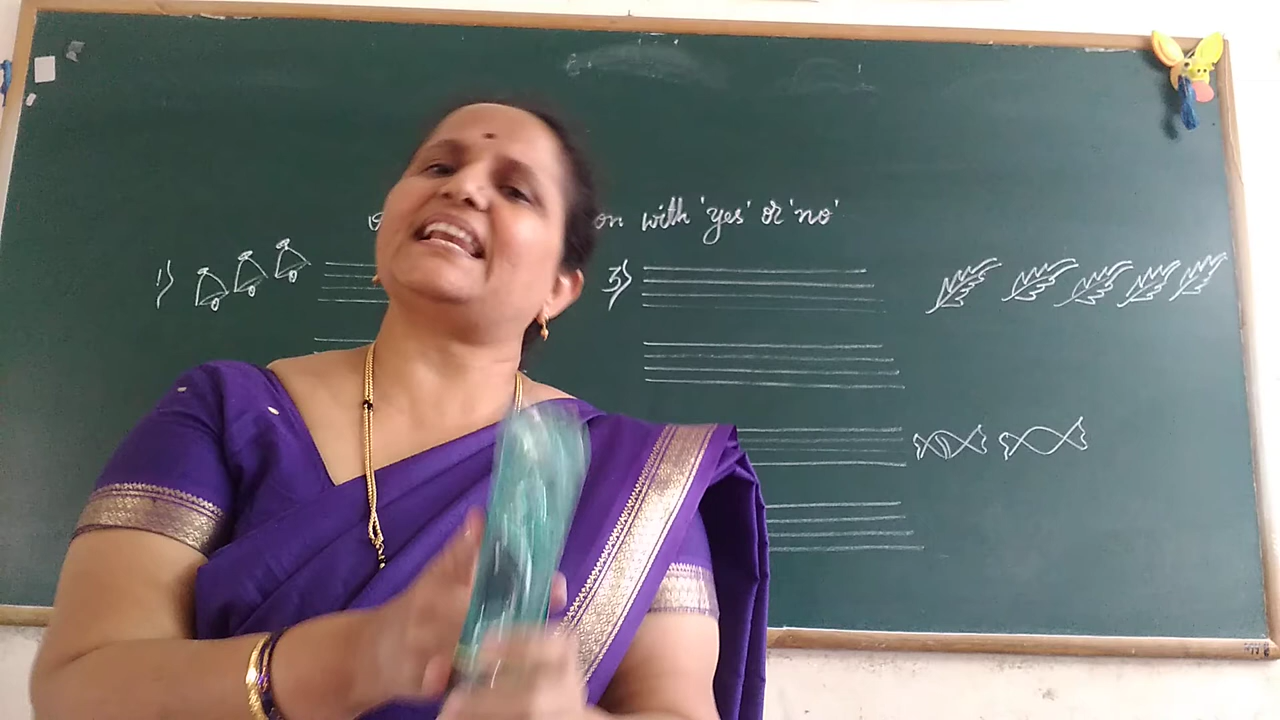 on with 'yes' or 'no'
1)
3)